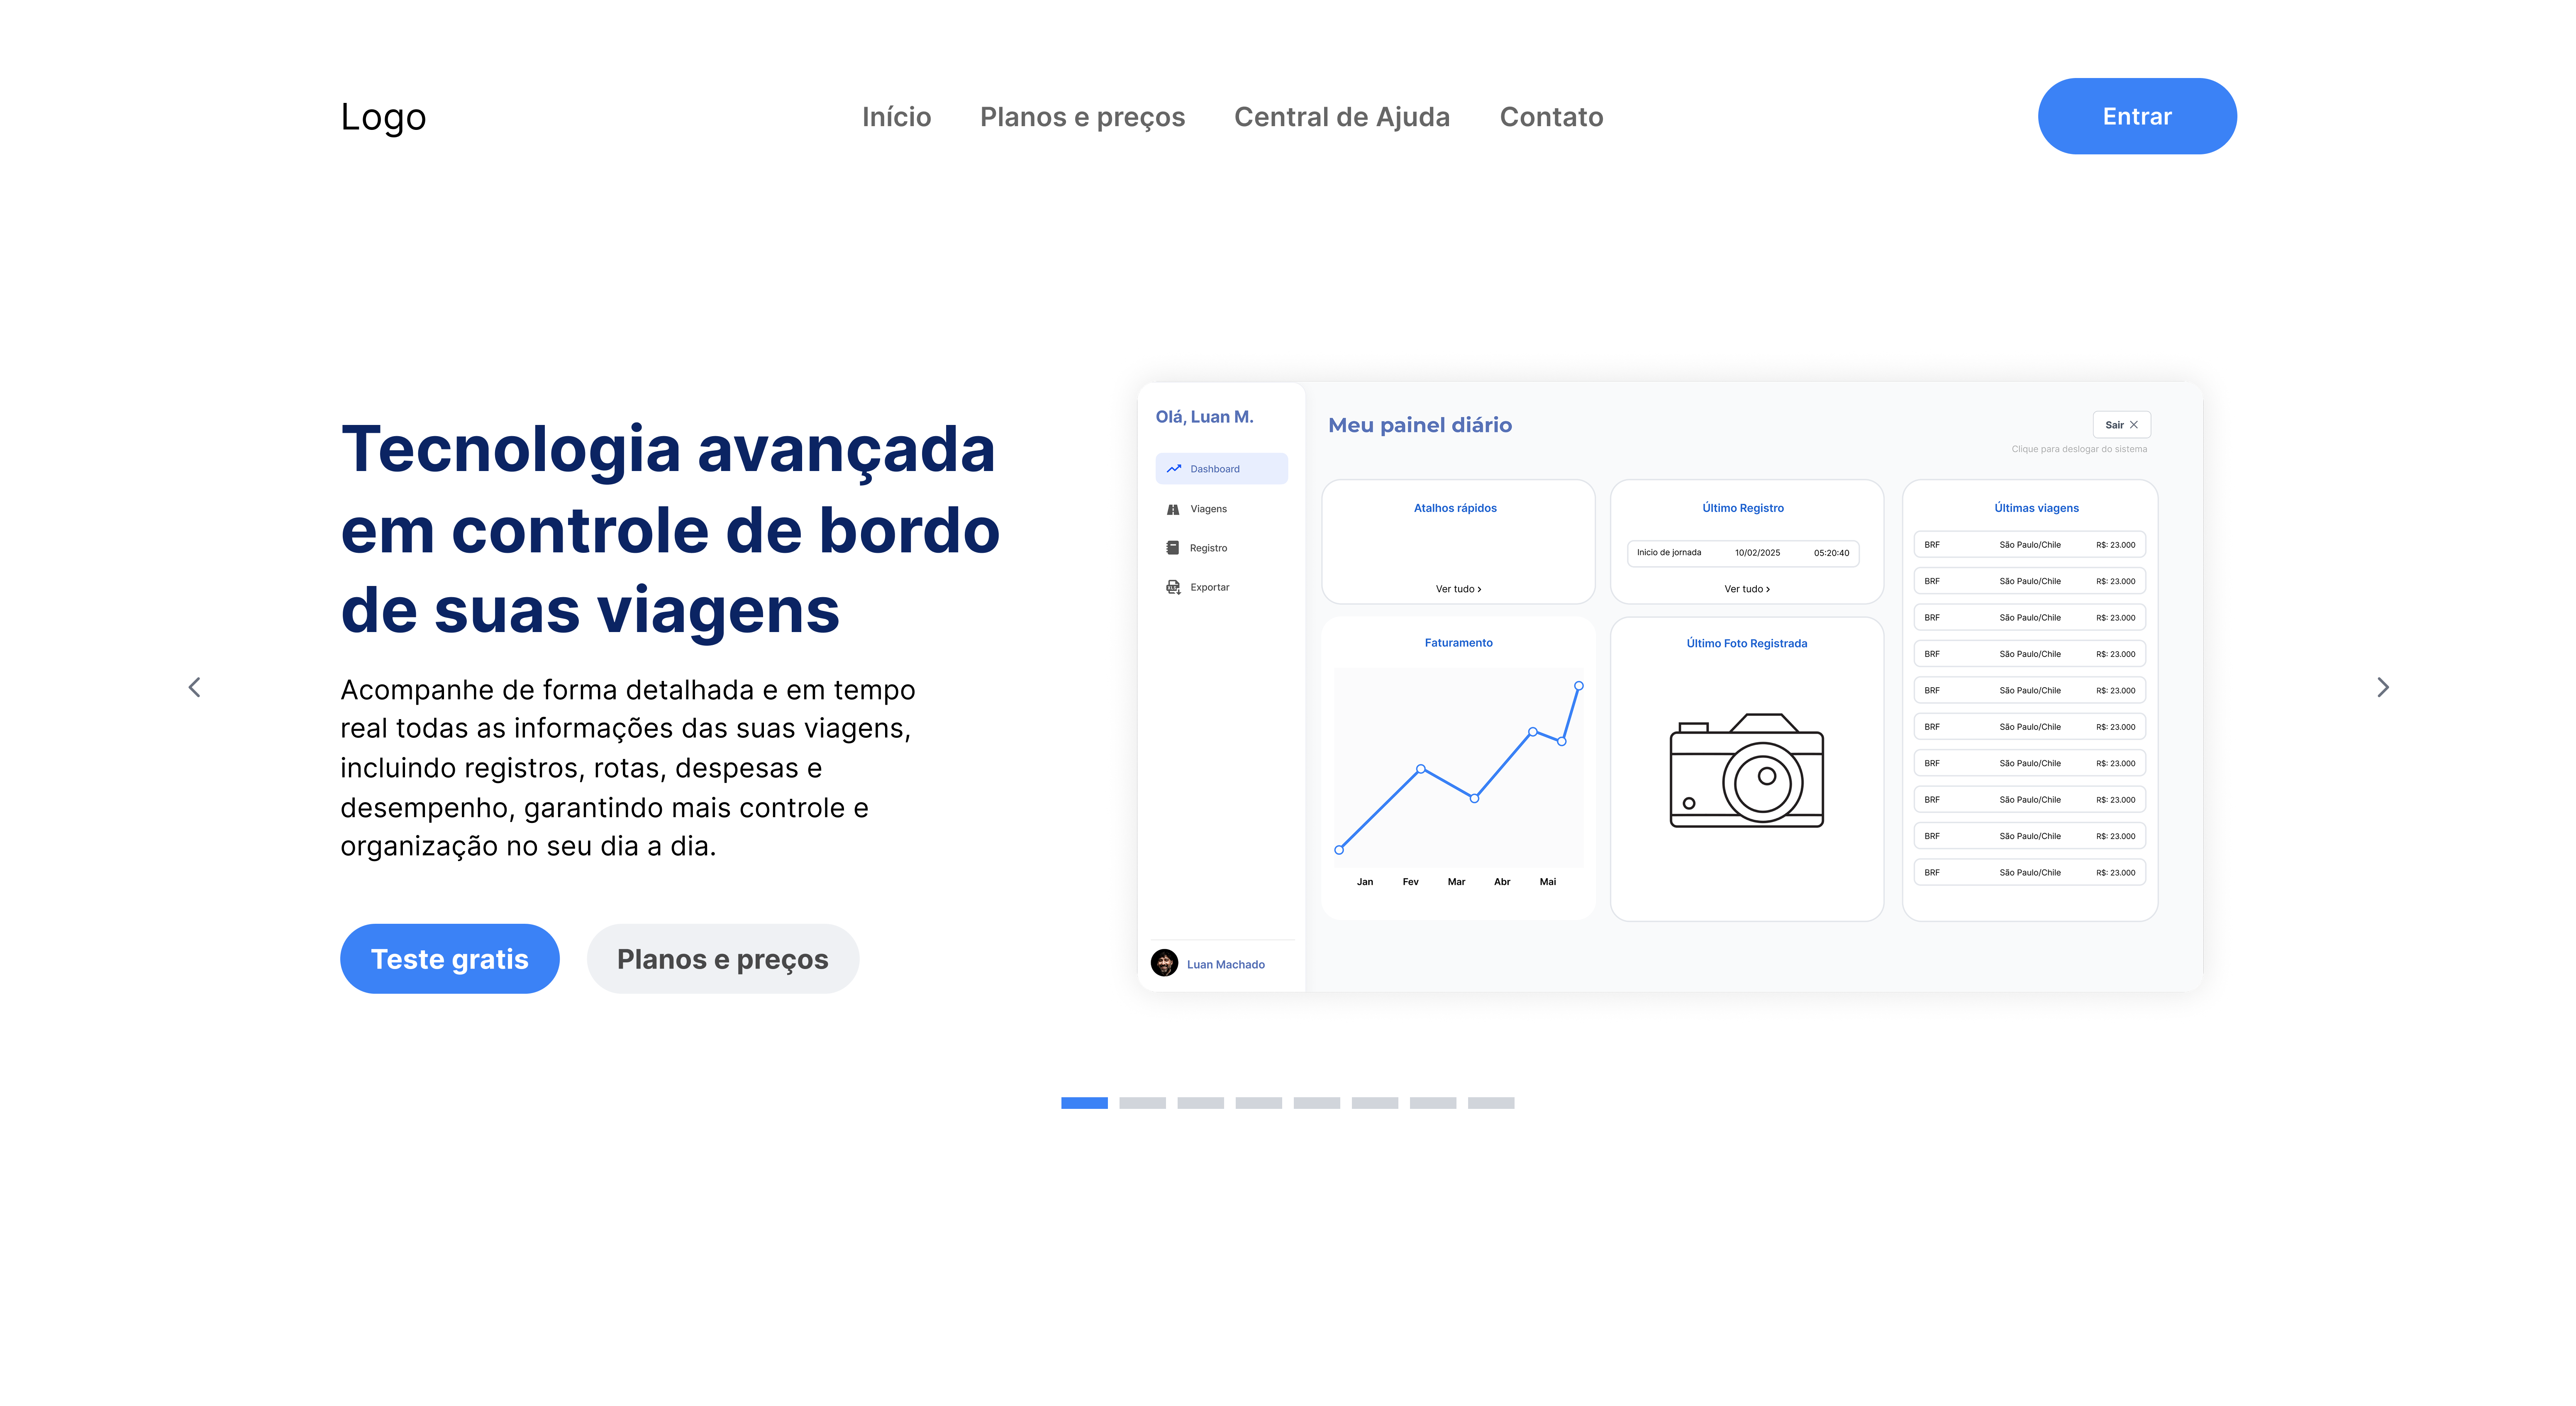 Logo
Início
Planos e preços
Central de Ajuda
Contato
Entrar
Tecnologia avançada
em controle de bordo
de suas viagens
Acompanhe de forma detalhada e em tempo
real todas as informações das suas viagens,
incluindo registros, rotas, despesas e
desempenho, garantindo mais controle e
organização no seu dia a dia.
Teste gratis
Planos e preços
Olá, Luan M.
Dashboard
Viagens
Registro
Exportar
Luan Machado
Meu painel diário
Sair
Clique para deslogar do sistema
Atalhos rápidos
Ver tudo
Último Registro
Inicio de jornada 10/02/2025 05:20:40
Ver tudo
Últimas viagens
BRF São Paulo/Chile R$: 23.000
BRF São Paulo/Chile R$: 23.000
BRF São Paulo/Chile R$: 23.000
BRF São Paulo/Chile R$: 23.000
BRF São Paulo/Chile R$: 23.000
BRF São Paulo/Chile R$: 23.000
BRF São Paulo/Chile R$: 23.000
BRF São Paulo/Chile R$: 23.000
BRF São Paulo/Chile R$: 23.000
BRF São Paulo/Chile R$: 23.000
Faturamento
Jan Fev Mar Abr Mai
Último Foto Registrada